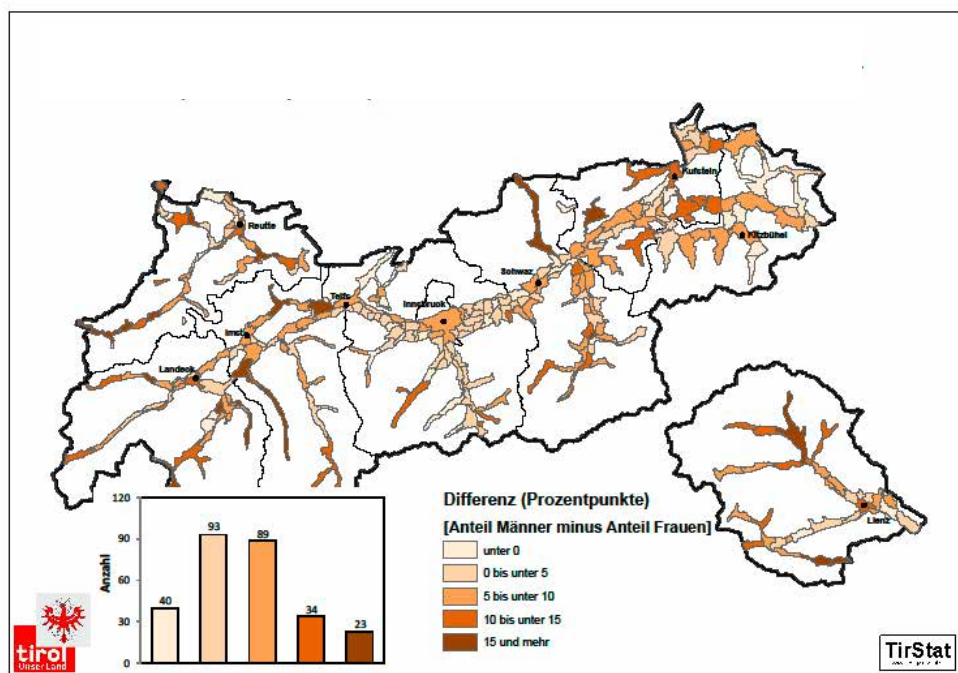 Kufstein
Reutte
Kitzbühel
Schwaz
Telfs
Innsbruck
Imst
Landeck
Lienz
Differenz (Prozentpunkte)
[Anteil Männer minus Anteil Frauen]
unter 0
0 bis unter 5
5 bis unter 10
10 bis unter 15
15 und mehr
Anzahl
120
90
60
30
0
40
93
89
34
23
tirol
Unser Land
TirStat